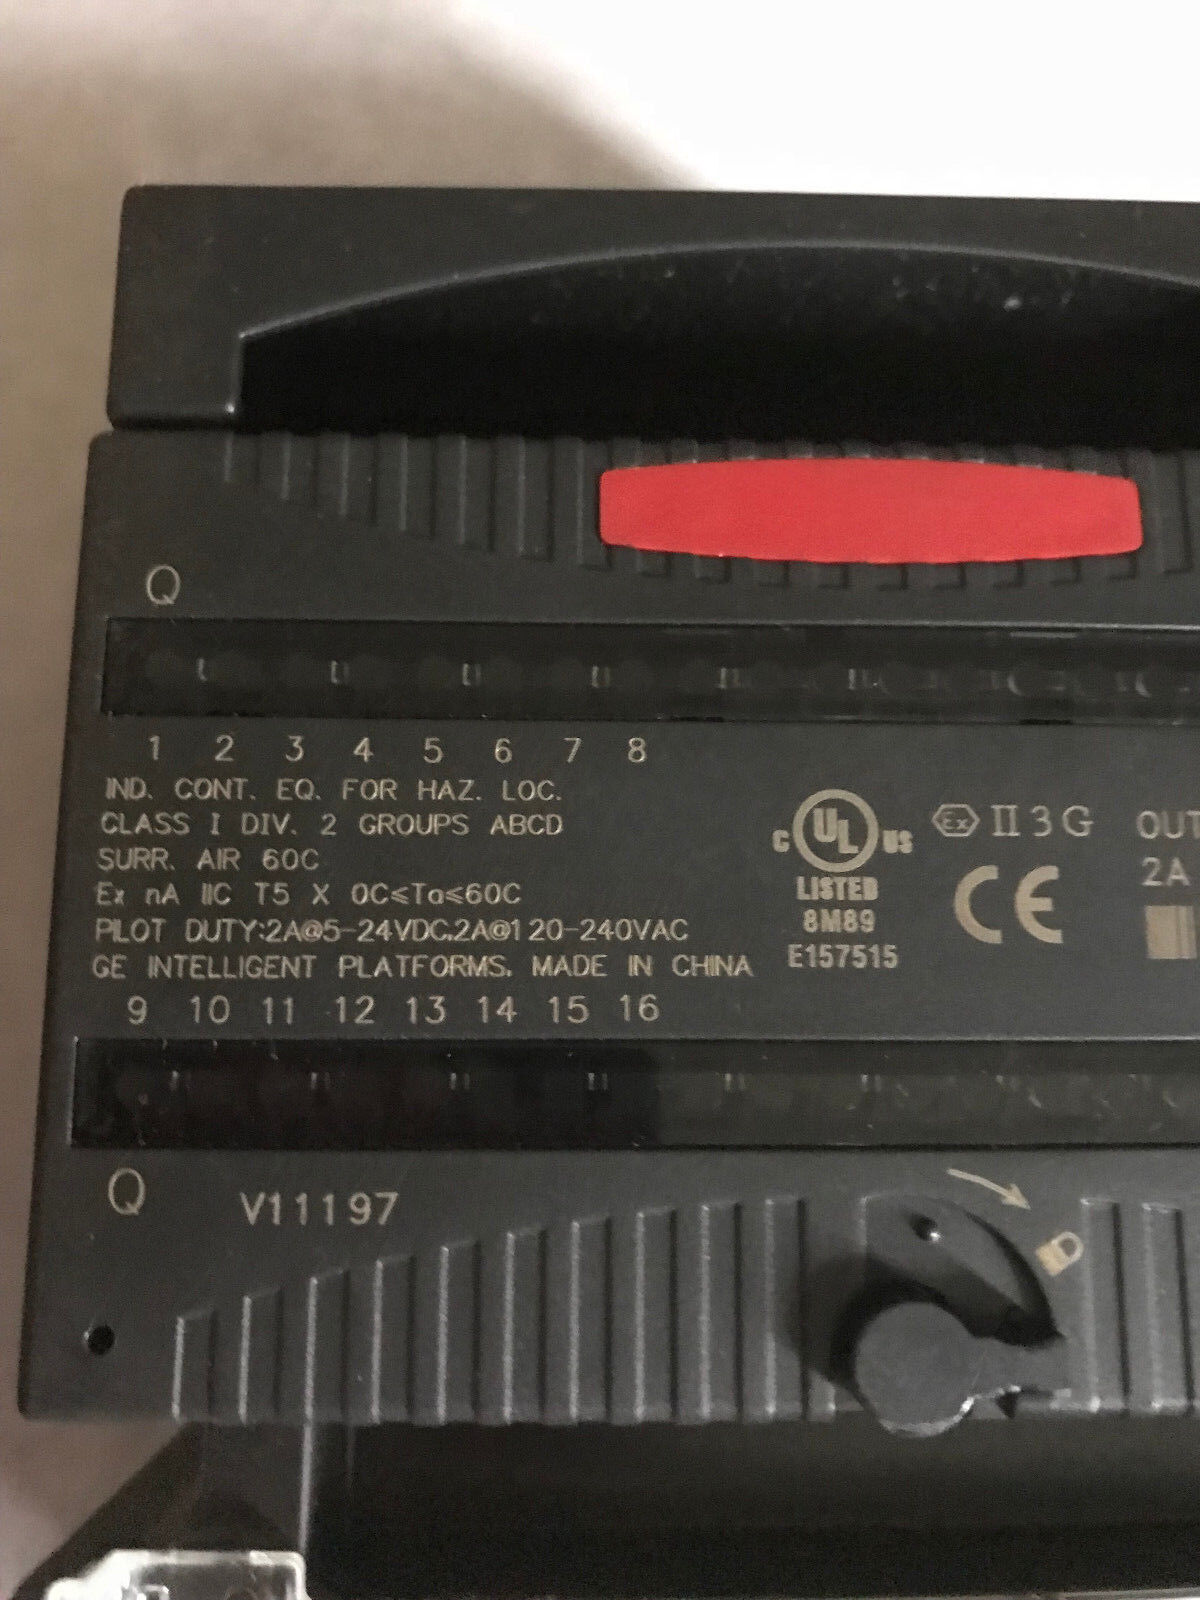 Q
1 2 3 4 5 6 7 8
IND. CONT. EQ. FOR HAZ. LOC.
CLASS I DIV. 2 GROUPS ABCD
SURR. AIR 60C
Ex nA IIC T5 X 0C≤Ta≤60C
PILOT DUTY:2A@5-24VDC,2A@120-240VAC
GE INTELLIGENT PLATFORMS. MADE IN CHINA
9 10 11 12 13 14 15 16
C UL US
LISTED
8M89
E157515
Ex II 3 G
CE
OUT
2A
Q
V11197